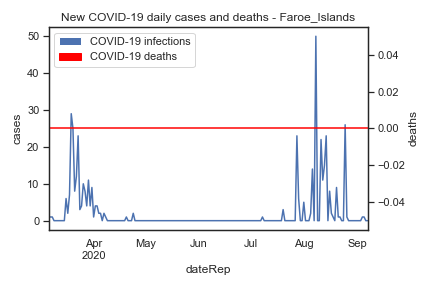 New COVID-19 daily cases and deaths - Faroe_Islands
COVID-19 infections
COVID-19 deaths
50
40
30
20
10
0
cases
0.04
0.02
0.00
−0.02
−0.04
deaths
Apr
2020
May
Jun
Jul
Aug
Sep
dateRep